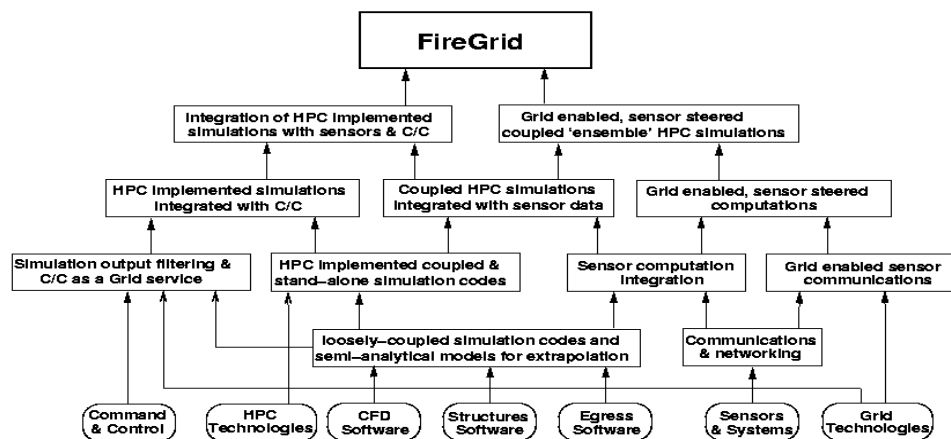 FireGrid
Integration of HPC Implemented
simulations with sensors & C/C
Grid enabled, sensor steered
coupled ‘ensemble’ HPC simulations
HPC Implemented simulations
Integrated with C/C
Coupled HPC simulations
Integrated with sensor data
Grid enabled, sensor steered
computations
Simulation output filtering &
C/C as a Grid service
HPC Implemented coupled &
stand–alone simulation codes
Sensor computation
Integration
Grid enabled sensor
communications
loosely–coupled simulation codes and
semi–analytical models for extrapolation
Communications
& networking
Command
& Control
HPC
Technologies
CFD
Software
Structures
Software
Egress
Software
Sensors
& Systems
Grid
Technologies